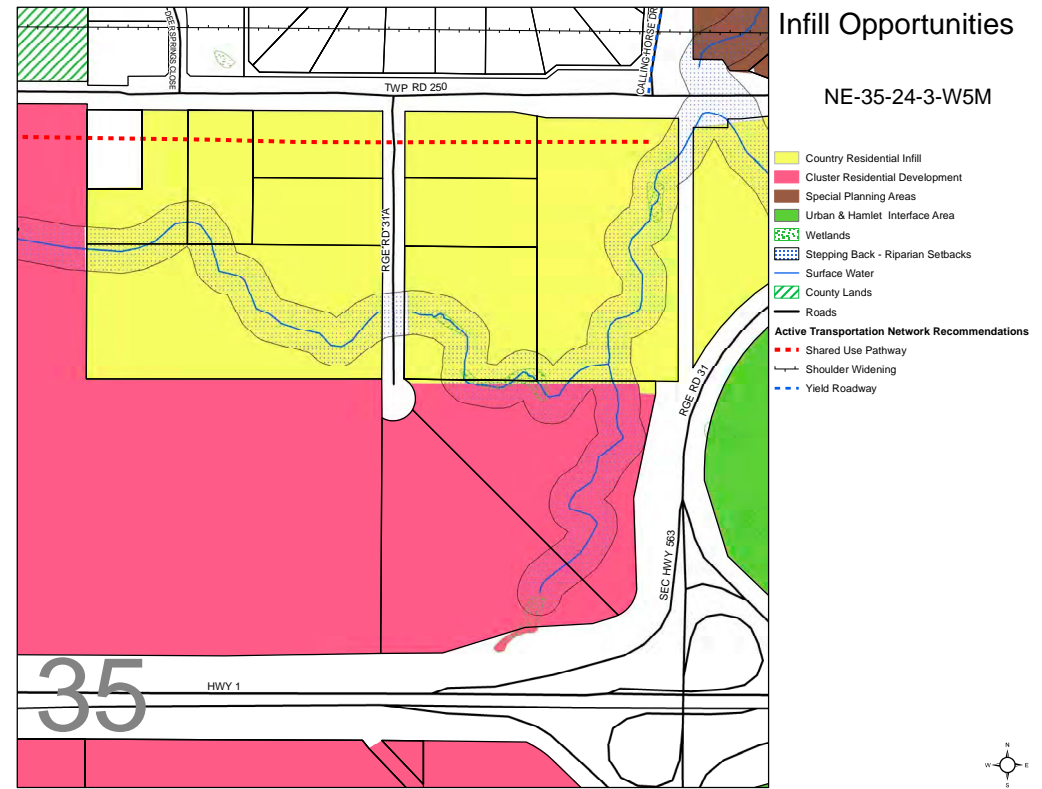 Infill Opportunities
NE-35-24-3-W5M
Country Residential Infill
Cluster Residential Development
Special Planning Areas
Urban & Hamlet Interface Area
Wetlands
Stepping Back - Riparian Setbacks
Surface Water
County Lands
Roads
Active Transportation Network Recommendations
Shared Use Pathway
Shoulder Widening
Yield Roadway
SPRINGS CLOSE
CALLING HORSE DR
TWP RD 250
RGE RD 31A
RGE RD 31
SEC HWY 563
HWY 1
35
N
W
E
S